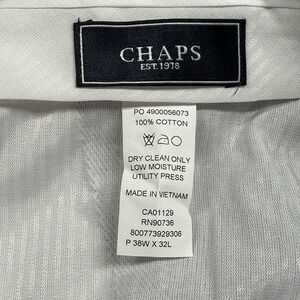 CHAPS
EST. 1978
PO 4900056073
100% COTTON
DRY CLEAN ONLY
LOW MOISTURE
UTILITY PRESS
MADE IN VIETNAM
CA01129
RN90736
800773929306
P 38W X 32L